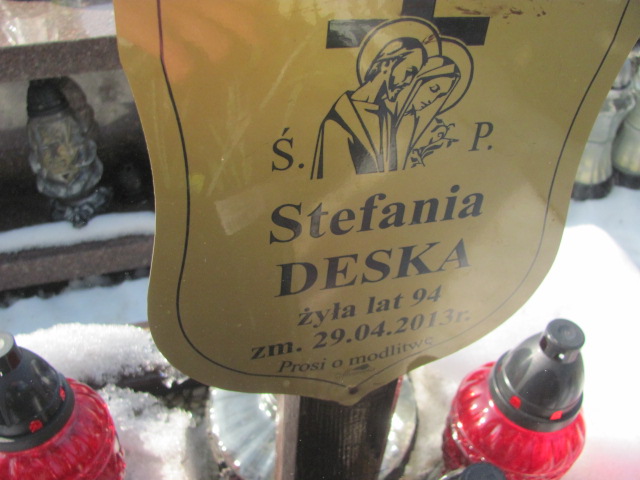 Ś. P.
Stefania
DESKA
żyła lat 94
zm. 29.04.2013r.
Prosi o modlitwę